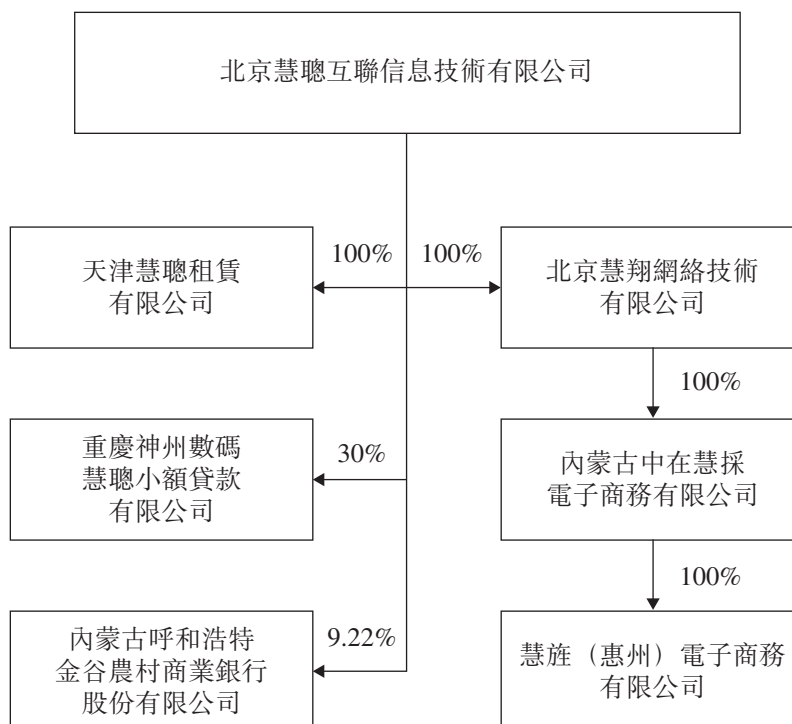 北京慧聰互聯信息技術有限公司
100%
100%
天津慧聰租賃
有限公司
北京慧翔網絡技術
有限公司
100%
重慶神州數碼
慧聰小額貸款
有限公司
30%
內蒙古中在慧採
電子商務有限公司
100%
內蒙古呼和浩特
金谷農村商業銀行
股份有限公司
9.22%
慧旌（惠州）電子商務
有限公司